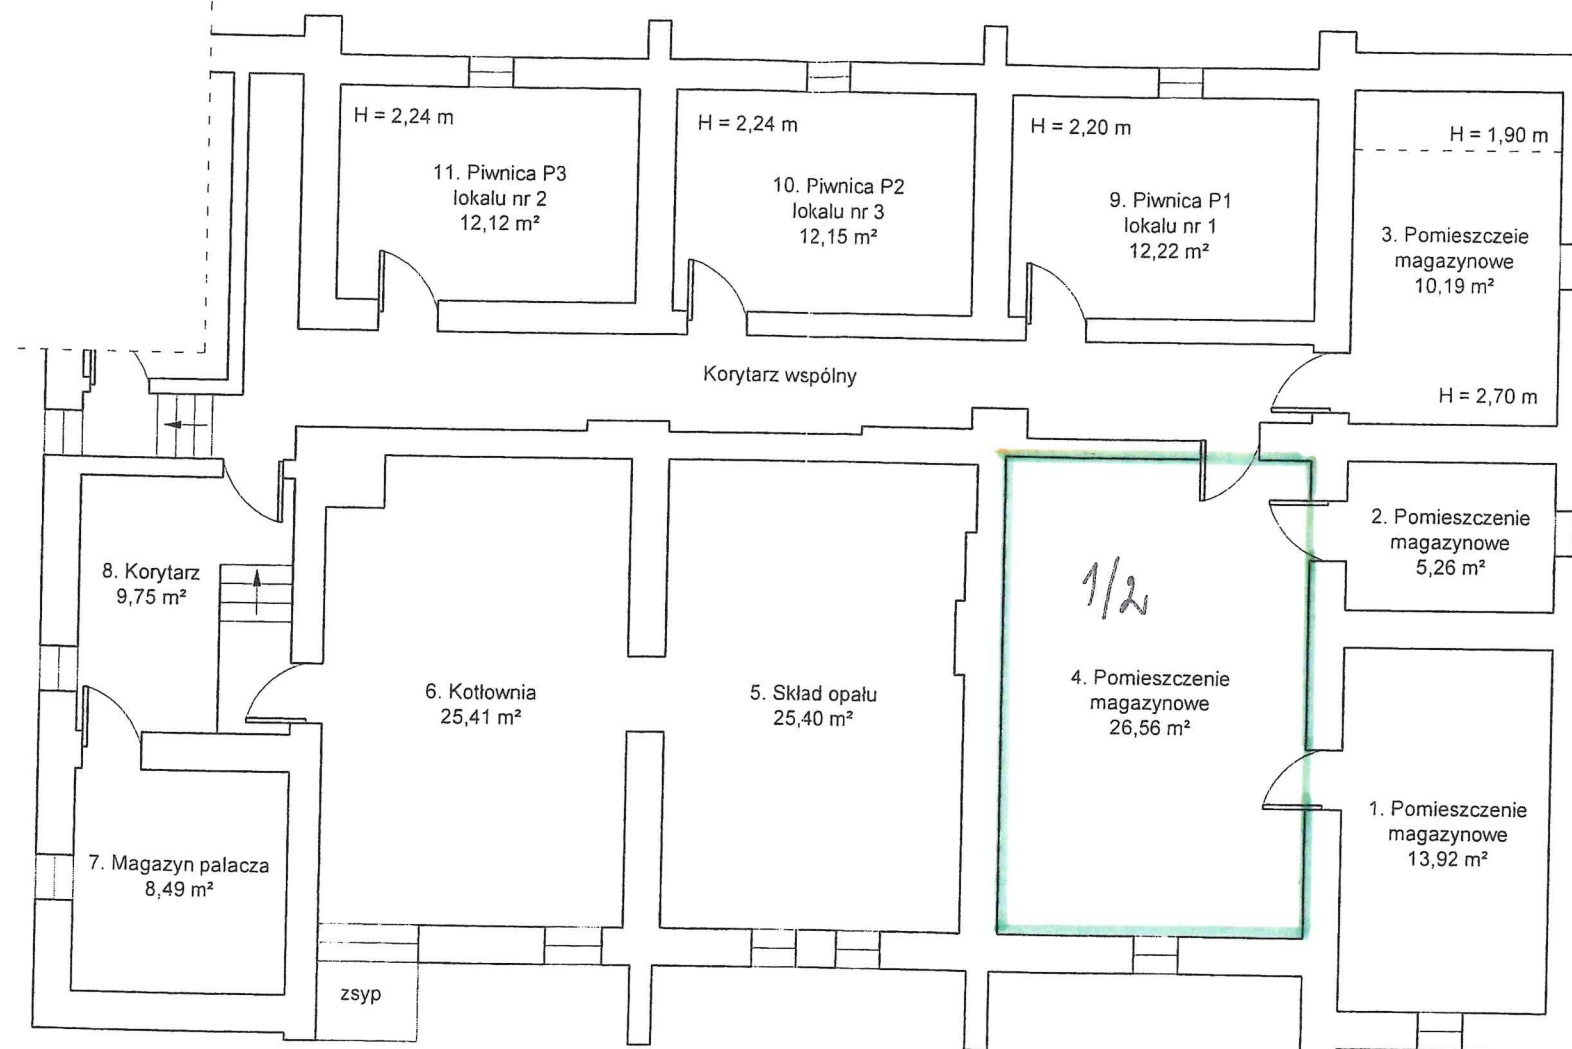 H = 2,24 m
11. Piwnica P3
lokalu nr 2
12,12 m²
H = 2,24 m
10. Piwnica P2
lokalu nr 3
12,15 m²
H = 2,20 m
9. Piwnica P1
lokalu nr 1
12,22 m²
H = 1,90 m
3. Pomieszczeie
magazynowe
10,19 m²
H = 2,70 m
Korytarz wspólny
2. Pomieszczenie
magazynowe
5,26 m²
8. Korytarz
9,75 m²
1/2
6. Kotłownia
25,41 m²
5. Skład opału
25,40 m²
4. Pomieszczenie
magazynowe
26,56 m²
1. Pomieszczenie
magazynowe
13,92 m²
7. Magazyn palacza
8,49 m²
zsyp